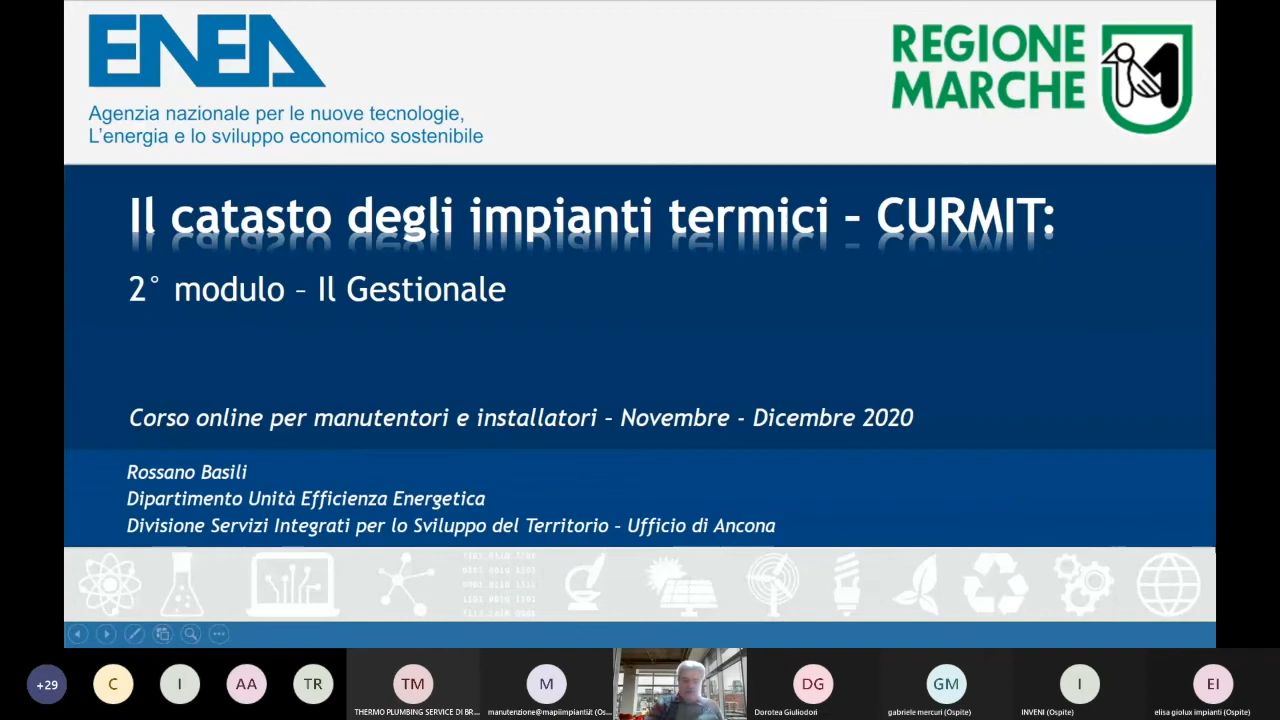 ENEA
Agenzia nazionale per le nuove tecnologie,
L'energia e lo sviluppo economico sostenibile
REGIONE
MARCHE
Il catasto degli impianti termici – CURMIT:
2° modulo – Il Gestionale
Corso online per manutentori e installatori – Novembre - Dicembre 2020
Rossano Basili
Dipartimento Unità Efficienza Energetica
Divisione Servizi Integrati per lo Sviluppo del Territorio – Ufficio di Ancona
+29
C
I
AA
TR
TM
M
DG
GM
I
EI
THERMO PLUMBING SERVICE DI BR...
manutenzione@mapiimpianti.it (Os...
Dorotea Giuliodori
gabriele mercuri (Ospite)
INVENI (Ospite)
elisa giolux impianti (Ospite)